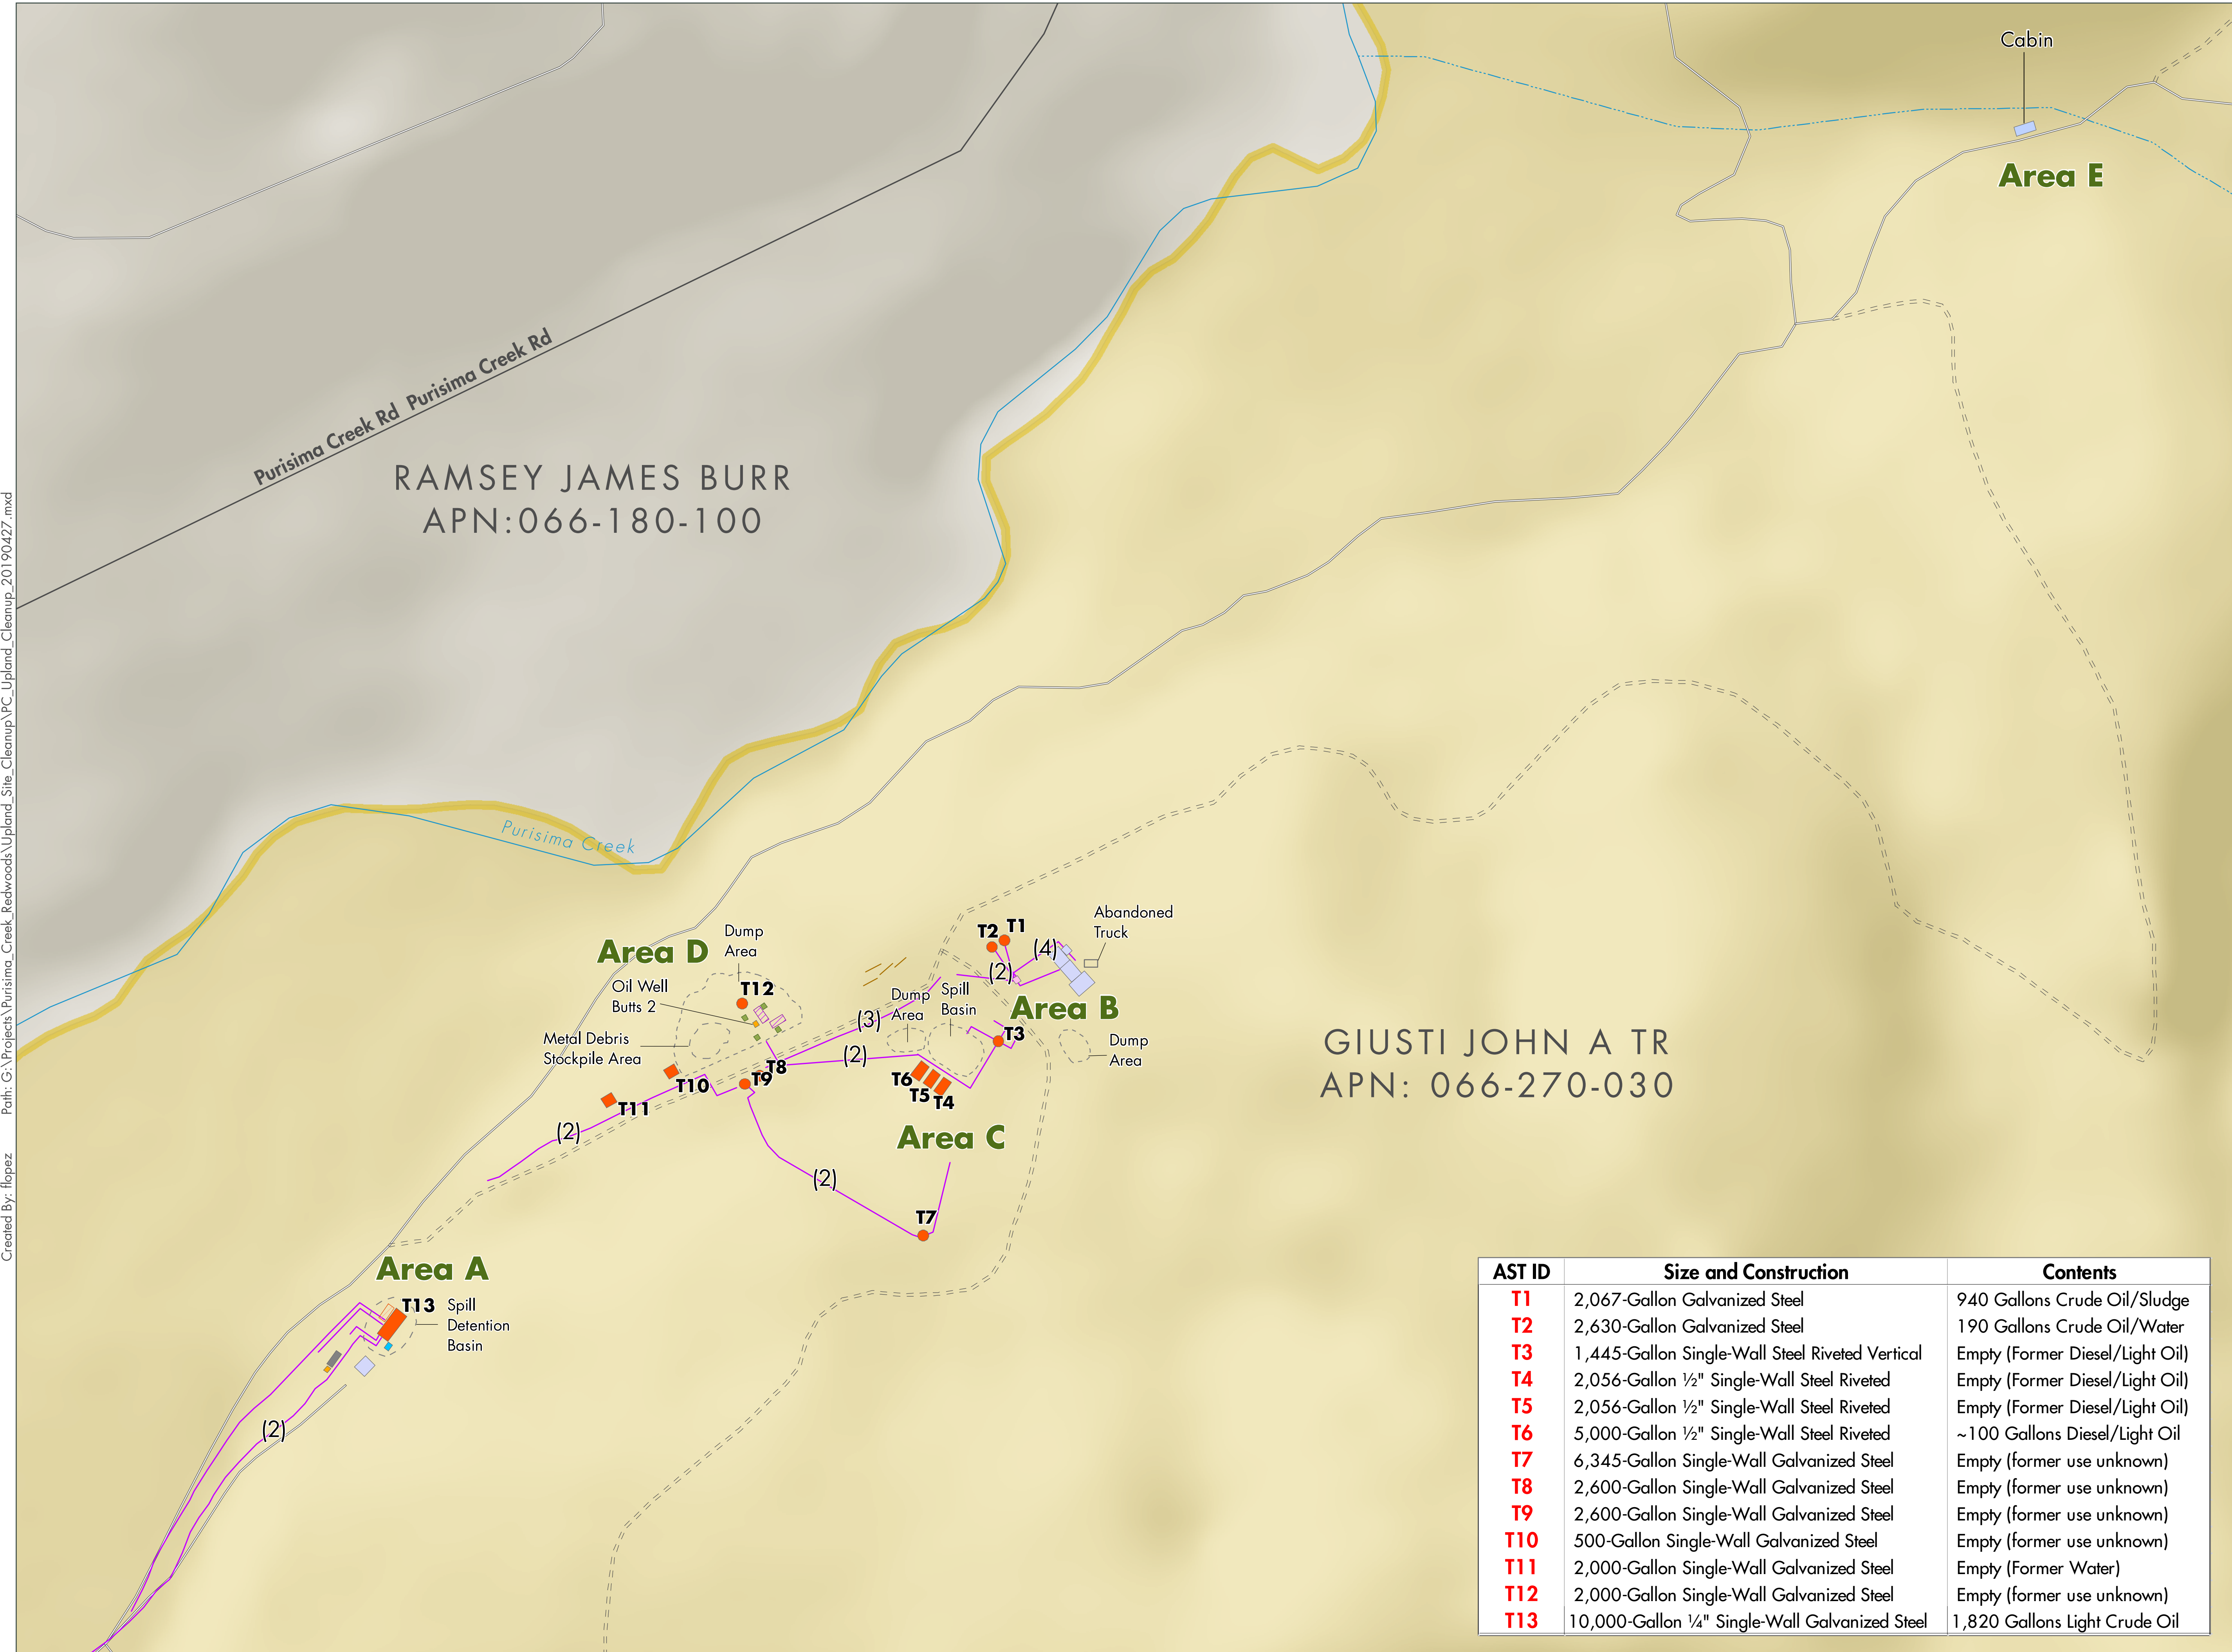 Cabin
Area E
Purisima Creek Rd Purisima Creek Rd
RAMSEY JAMES BURR
APN:066-180-100
Purisima Creek
Abandoned
Truck
T2
T1
(4)
(2)
Area B
Dump
Area
Area D
Oil Well
Butts 2
T12
Metal Debris
Stockpile Area
Dump
Area
Spill
Basin
(3)
(2)
T3
Dump
Area
T8
T9
T10
T11
T6
T5
T4
Area C
(2)
(2)
T7
GIUSTI JOHN A TR
APN: 066-270-030
Area A
T13
Spill
Detention
Basin
(2)
AST ID Size and Construction Contents
T1 2,067-Gallon Galvanized Steel 940 Gallons Crude Oil/Sludge
T2 2,630-Gallon Galvanized Steel 190 Gallons Crude Oil/Water
T3 1,445-Gallon Single-Wall Steel Riveted Vertical Empty (Former Diesel/Light Oil)
T4 2,056-Gallon ½" Single-Wall Steel Riveted Empty (Former Diesel/Light Oil)
T5 2,056-Gallon ½" Single-Wall Steel Riveted Empty (Former Diesel/Light Oil)
T6 5,000-Gallon ½" Single-Wall Steel Riveted ~100 Gallons Diesel/Light Oil
T7 6,345-Gallon Single-Wall Galvanized Steel Empty (former use unknown)
T8 2,600-Gallon Single-Wall Galvanized Steel Empty (former use unknown)
T9 2,600-Gallon Single-Wall Galvanized Steel Empty (former use unknown)
T10 500-Gallon Single-Wall Galvanized Steel Empty (former use unknown)
T11 2,000-Gallon Single-Wall Galvanized Steel Empty (Former Water)
T12 2,000-Gallon Single-Wall Galvanized Steel Empty (former use unknown)
T13 10,000-Gallon ¼" Single-Wall Galvanized Steel 1,820 Gallons Light Crude Oil
Created By: flopez Path: G:\Projects\Purisima_Creek_Redwoods\Upland_Site_Cleanup\PC_Upland_Cleanup_20190427.mxd